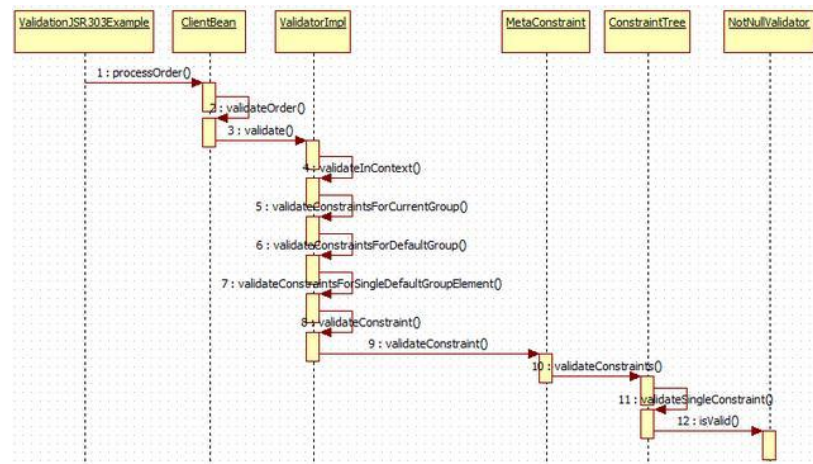 ValidationJSR303Example
ClientBean
ValidatorImpl
MetaConstraint
ConstraintTree
NotNullValidator
1 : processOrder()
2 : validateOrder()
3 : validate()
4 : validateInContext()
5 : validateConstraintsForCurrentGroup()
6 : validateConstraintsForDefaultGroup()
7 : validateConstraintsForSingleDefaultGroupElement()
8 : validateConstraint()
9 : validateConstraint()
10 : validateConstraints()
11 : validateSingleConstraint()
12 : isValid()